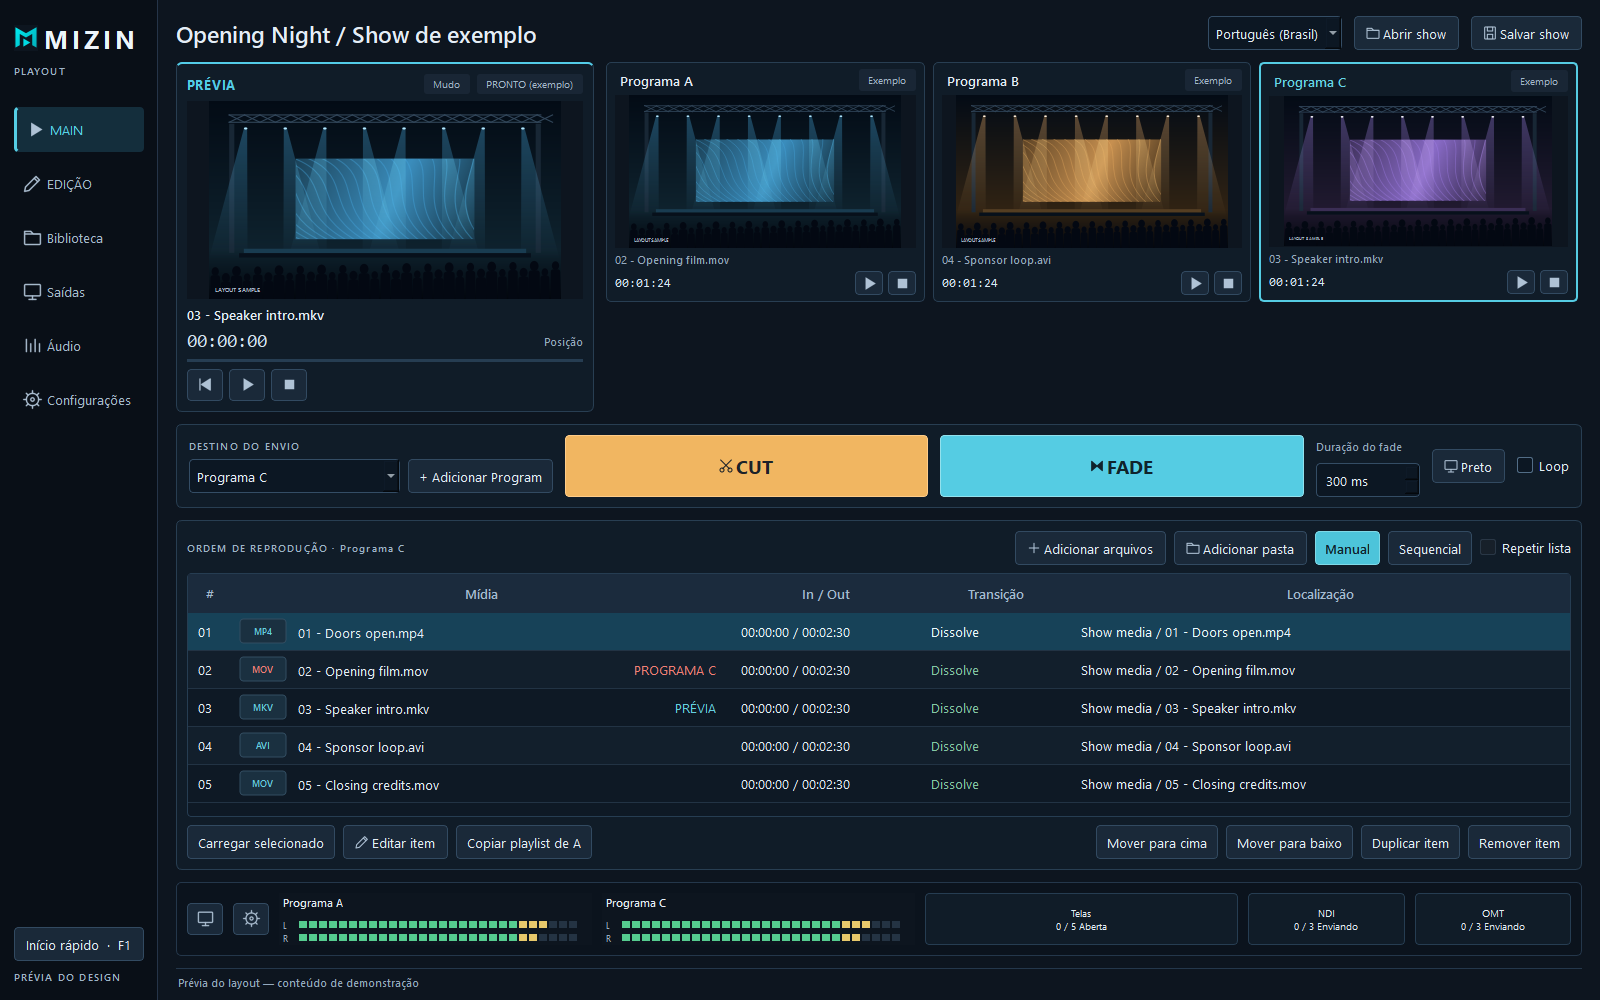 MIZIN
PLAYOUT
MAIN
EDIÇÃO
Biblioteca
Saídas
Áudio
Configurações
Início rápido · F1
PRÉVIA DO DESIGN
Opening Night / Show de exemplo
Português (Brasil)
Abrir show
Salvar show
PRÉVIA
Mudo
PRONTO (exemplo)
LAYOUT SAMPLE
03 - Speaker intro.mkv
00:00:00
Posição
Programa A
Exemplo
LAYOUT SAMPLE
02 - Opening film.mov
00:01:24
Programa B
Exemplo
LAYOUT SAMPLE
04 - Sponsor loop.avi
00:01:24
Programa C
Exemplo
LAYOUT SAMPLE
03 - Speaker intro.mkv
00:01:24
DESTINO DO ENVIO
Programa C
+ Adicionar Program
CUT
FADE
Duração do fade
300 ms
Preto
Loop
ORDEM DE REPRODUÇÃO · Programa C
+ Adicionar arquivos
Adicionar pasta
Manual
Sequencial
Repetir lista
# Mídia In / Out Transição Localização
01 MP4 01 - Doors open.mp4 00:00:00 / 00:02:30 Dissolve Show media / 01 - Doors open.mp4
02 MOV 02 - Opening film.mov PROGRAMA C 00:00:00 / 00:02:30 Dissolve Show media / 02 - Opening film.mov
03 MKV 03 - Speaker intro.mkv PRÉVIA 00:00:00 / 00:02:30 Dissolve Show media / 03 - Speaker intro.mkv
04 AVI 04 - Sponsor loop.avi 00:00:00 / 00:02:30 Dissolve Show media / 04 - Sponsor loop.avi
05 MOV 05 - Closing credits.mov 00:00:00 / 00:02:30 Dissolve Show media / 05 - Closing credits.mov
Carregar selecionado
Editar item
Copiar playlist de A
Mover para cima
Mover para baixo
Duplicar item
Remover item
Programa A
L
R
Programa C
L
R
Telas
0 / 5 Aberta
NDI
0 / 3 Enviando
OMT
0 / 3 Enviando
Prévia do layout — conteúdo de demonstração